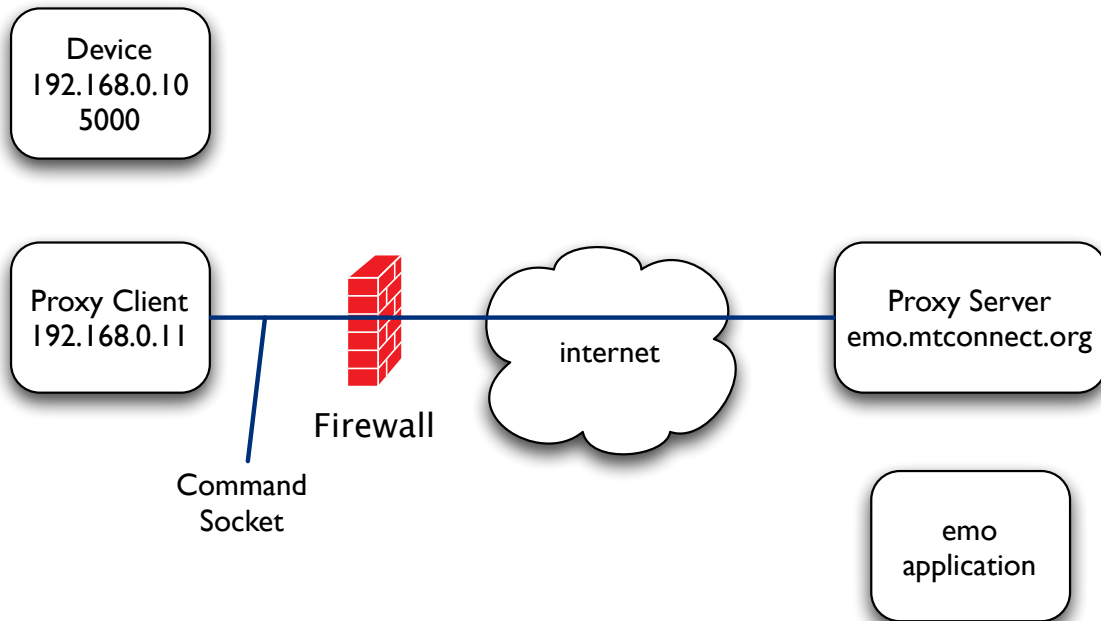 Device
192.168.0.10
5000
Proxy Client
192.168.0.11
Firewall
internet
Proxy Server
emo.mtconnect.org
Command
Socket
emo
application